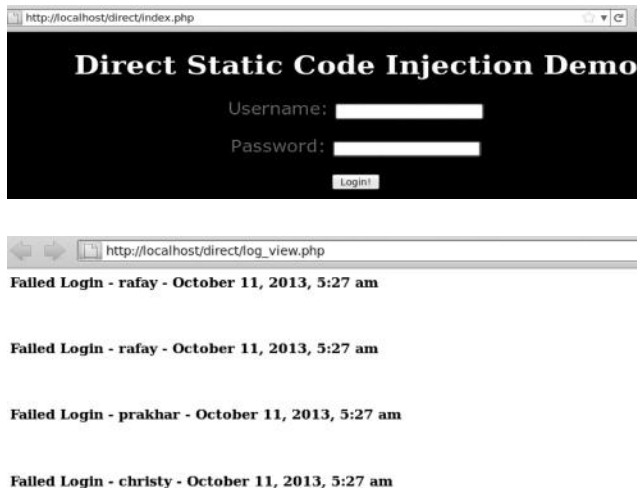 http://localhost/direct/index.php
Direct Static Code Injection Demo
Username:
Password:
Login!
http://localhost/direct/log_view.php
Failed Login - rafay - October 11, 2013, 5:27 am
Failed Login - rafay - October 11, 2013, 5:27 am
Failed Login - prakhar - October 11, 2013, 5:27 am
Failed Login - christy - October 11, 2013, 5:27 am